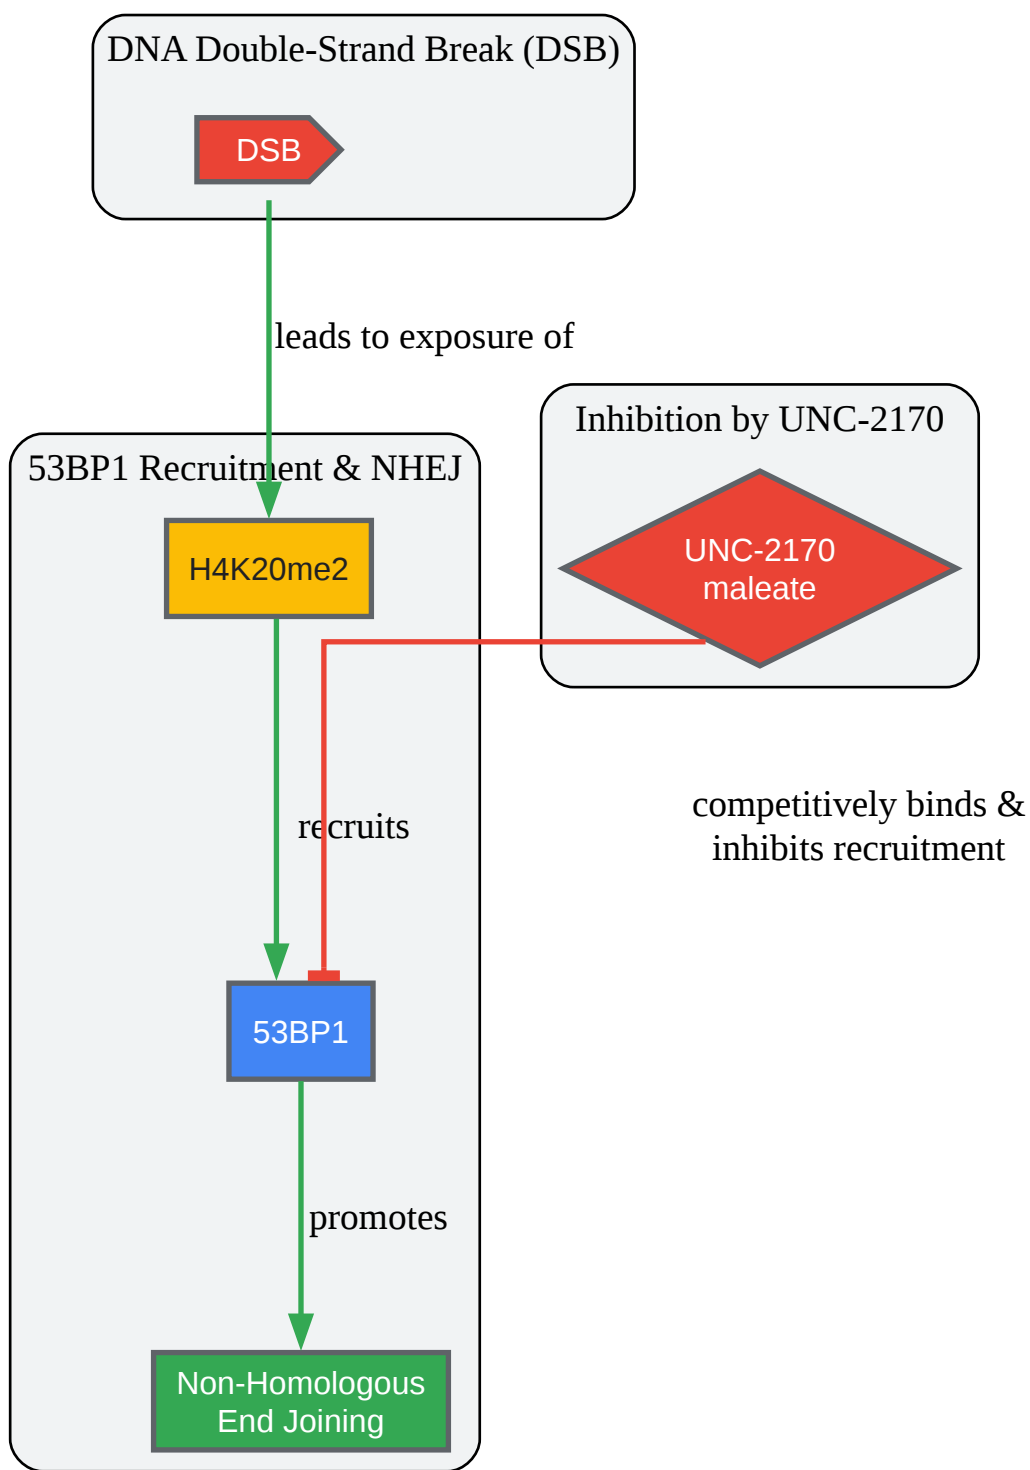 DNA Double-Strand Break (DSB)
DSB
leads to exposure of
Inhibition by UNC-2170
53BP1 Recruitment & NHEJ
UNC-2170
maleate
H4K20me2
competitively binds &
inhibits recruitment
recruits
53BP1
promotes
Non-Homologous
End Joining